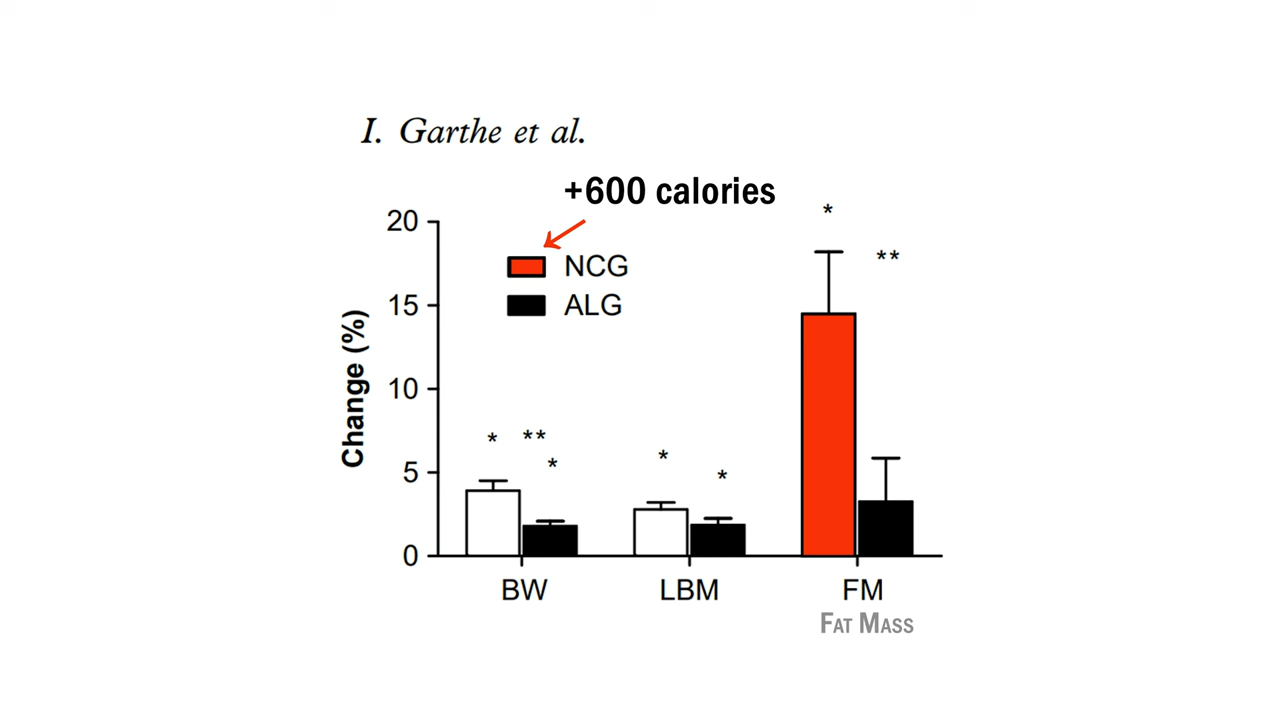 I. Garthe et al.
+600 calories
NCG
ALG
Change (%)
20
15
10
5
0
*
**
*
*
*
*
**
BW
LBM
FM
FAT MASS